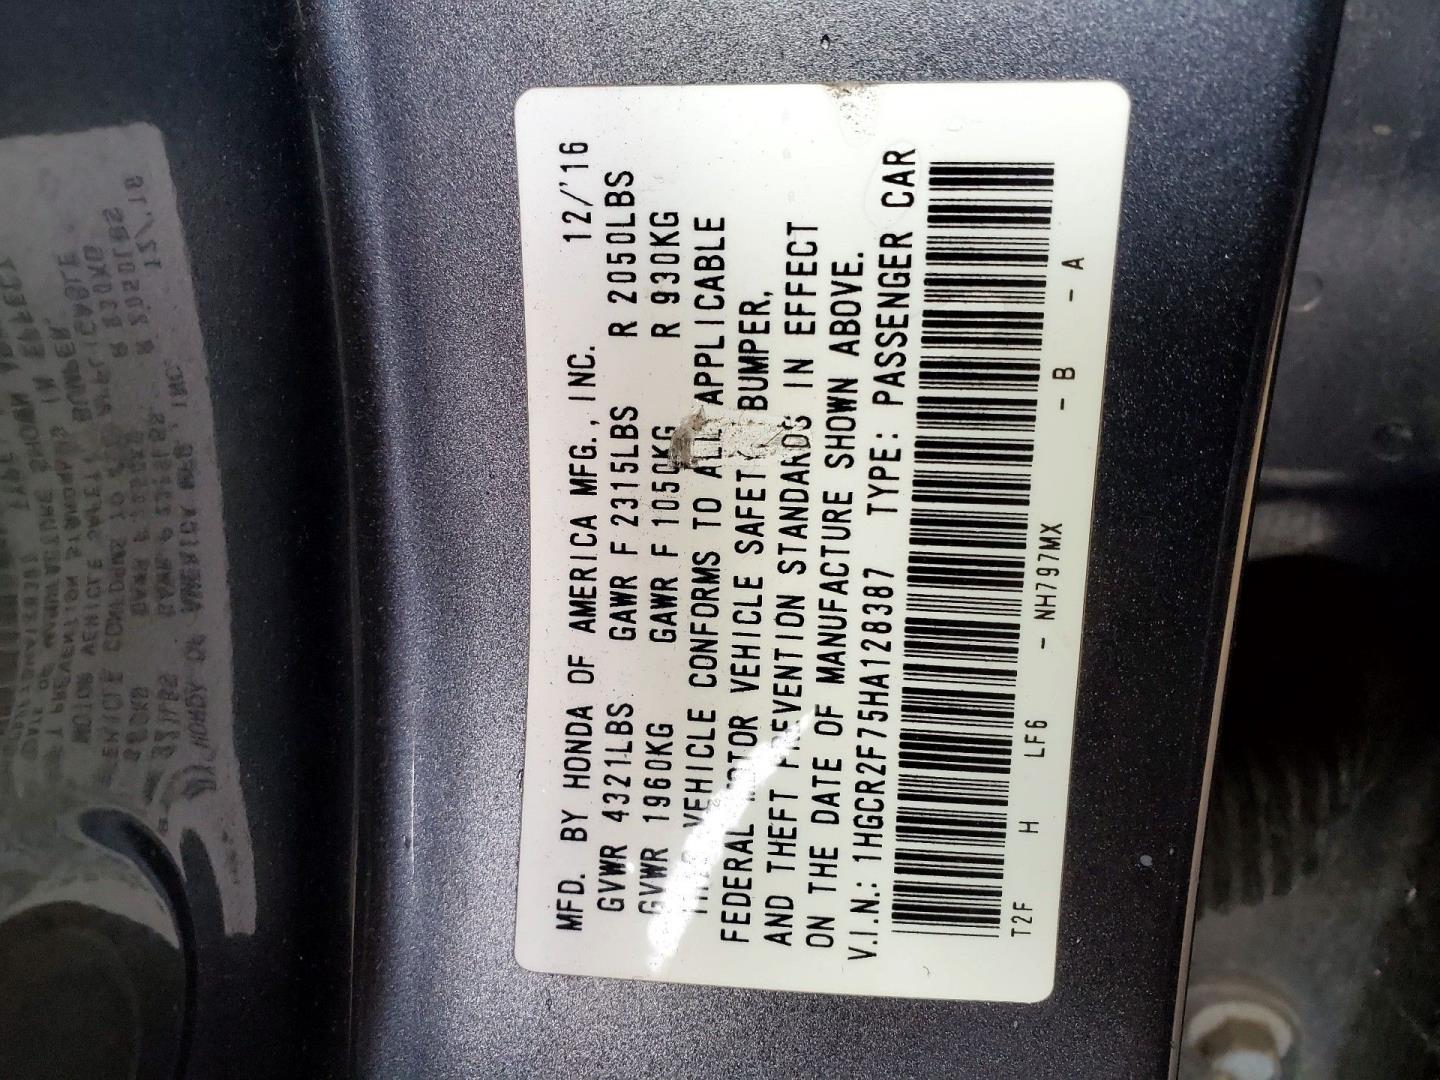 MFD. BY HONDA OF AMERICA MFG., INC. 12/'16
GVWR 4321LBS GAWR F 2315LBS R 2050LBS
GVWR 1960KG GAWR F 1050KG R 930KG
THIS VEHICLE CONFORMS TO ALL APPLICABLE
FEDERAL MOTOR VEHICLE SAFETY BUMPER,
AND THEFT PREVENTION STANDARDS IN EFFECT
ON THE DATE OF MANUFACTURE SHOWN ABOVE.
V.I.N.: 1HGCR2F75HA128387 TYPE: PASSENGER CAR
T2F H LF6 - NH797MX - B - A